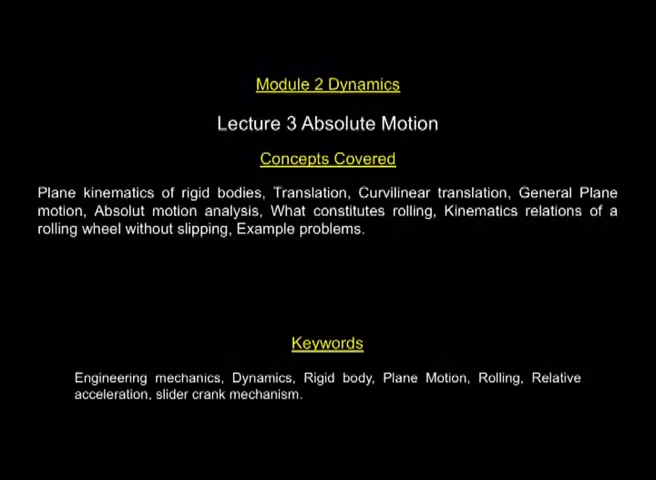 Module 2 Dynamics
Lecture 3 Absolute Motion
Concepts Covered
Plane kinematics of rigid bodies, Translation, Curvilinear translation, General Plane
motion, Absolut motion analysis, What constitutes rolling, Kinematics relations of a
rolling wheel without slipping, Example problems.
Keywords
Engineering mechanics, Dynamics, Rigid body, Plane Motion, Rolling, Relative
acceleration, slider crank mechanism.